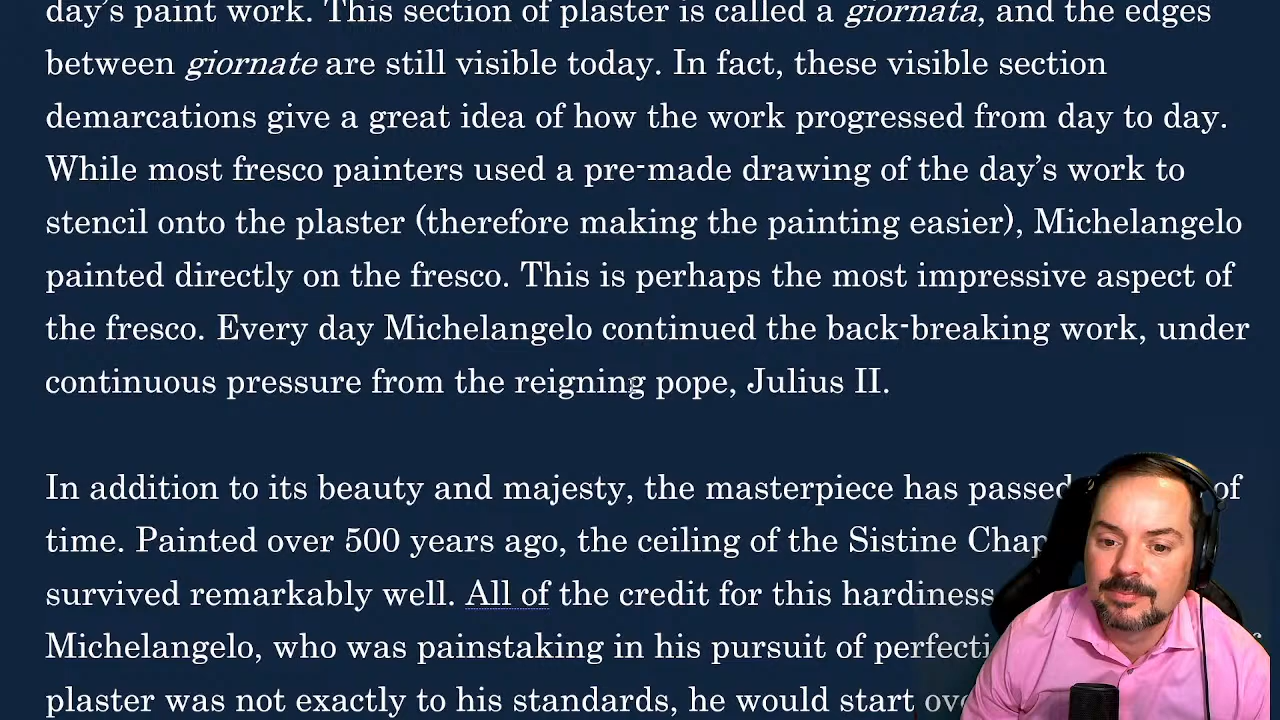 day’s paint work. This section of plaster is called a giornata, and the edges
between giornate are still visible today. In fact, these visible section
demarcations give a great idea of how the work progressed from day to day.
While most fresco painters used a pre-made drawing of the day’s work to
stencil onto the plaster (therefore making the painting easier), Michelangelo
painted directly on the fresco. This is perhaps the most impressive aspect of
the fresco. Every day Michelangelo continued the back-breaking work, under
continuous pressure from the reigning pope, Julius II.
In addition to its beauty and majesty, the masterpiece has passed of
time. Painted over 500 years ago, the ceiling of the Sistine
survived remarkably well. All of the credit for this hardiness
Michelangelo, who was painstaking in his pursuit of
plaster was not exactly to his standards, he would start